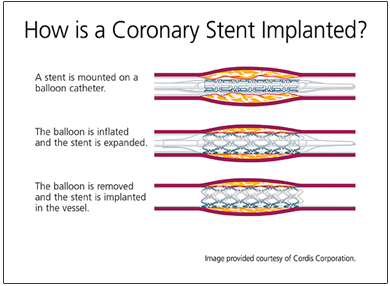 How is a Coronary Stent Implanted?
A stent is mounted on a
balloon catheter.
The balloon is inflated
and the stent is expanded.
The balloon is removed
and the stent is implanted
in the vessel.
Image provided courtesy of Cordis Corporation.